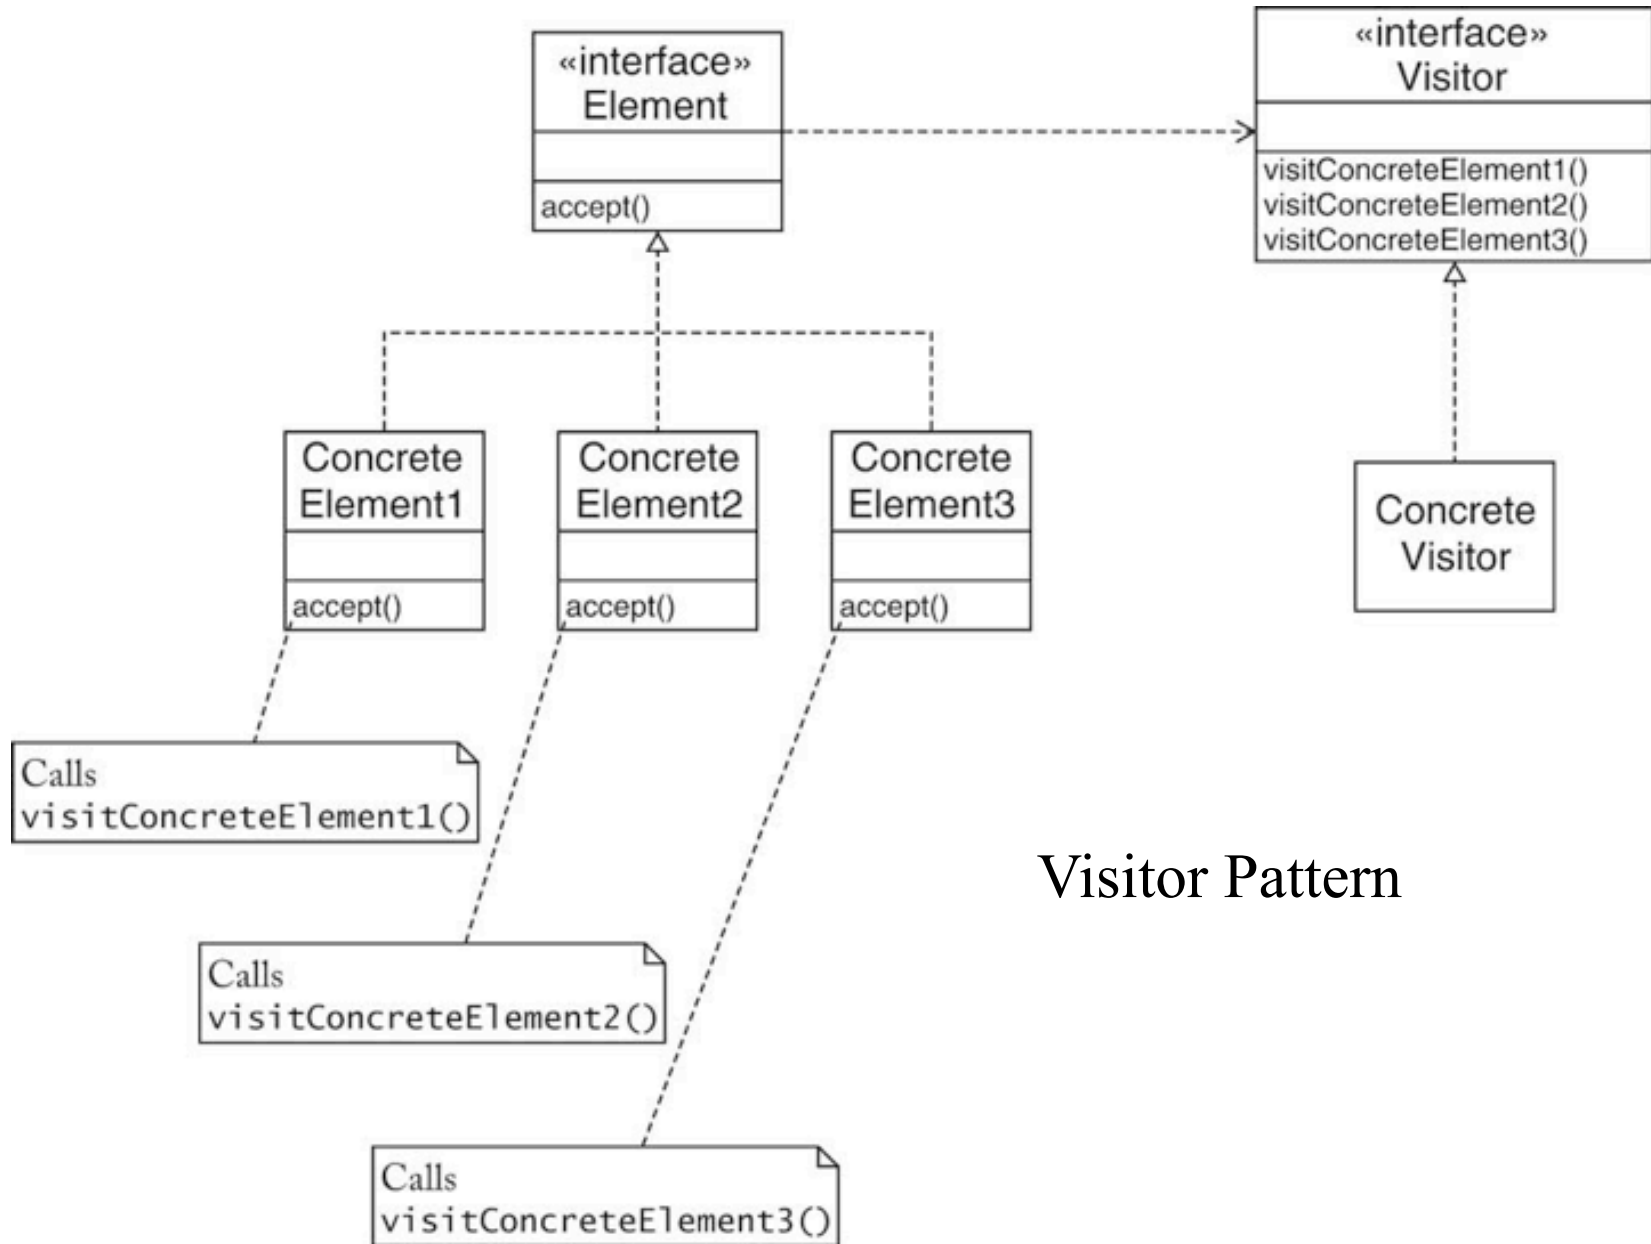 «interface»
Element
accept()
«interface»
Visitor
visitConcreteElement1()
visitConcreteElement2()
visitConcreteElement3()
Concrete
Element1
accept()
Concrete
Element2
accept()
Concrete
Element3
accept()
Concrete
Visitor
Calls
visitConcreteElement1()
Calls
visitConcreteElement2()
Calls
visitConcreteElement3()
Visitor Pattern